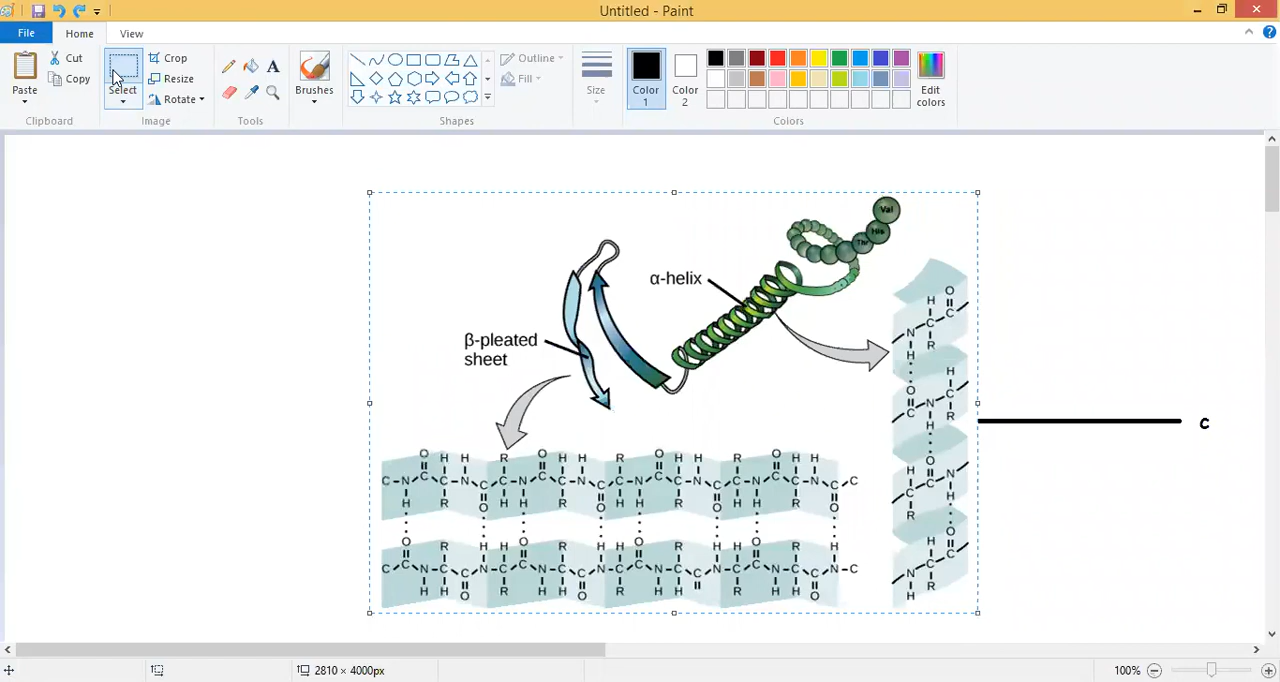 Untitled - Paint
File Home View
Paste
Cut
Copy
Clipboard
Select
Crop
Resize
Rotate
Image
A
Tools
Brushes
Shapes
Outline
Fill
Size
Color 1
Color 2
Edit colors
Colors
Val
His
Thr
α-helix
β-pleated
sheet
c
O H H R O H H R O H H R O H H
C N C C N C C N C C N C C N C C N C C N C C N C C N C C C
H R O H H R O H H R O H H R O
O R H H O R H H O R H H O R H
C C N C C N C C N C C N C C N C C N C C N C C N C C N C
H H O R H H O R H H O R H H O
O
H
C
N C
R
H
H
O
C N C
H R
O
H C N
C
R H
O
H C
N C
R
H
2810 × 4000px
100%